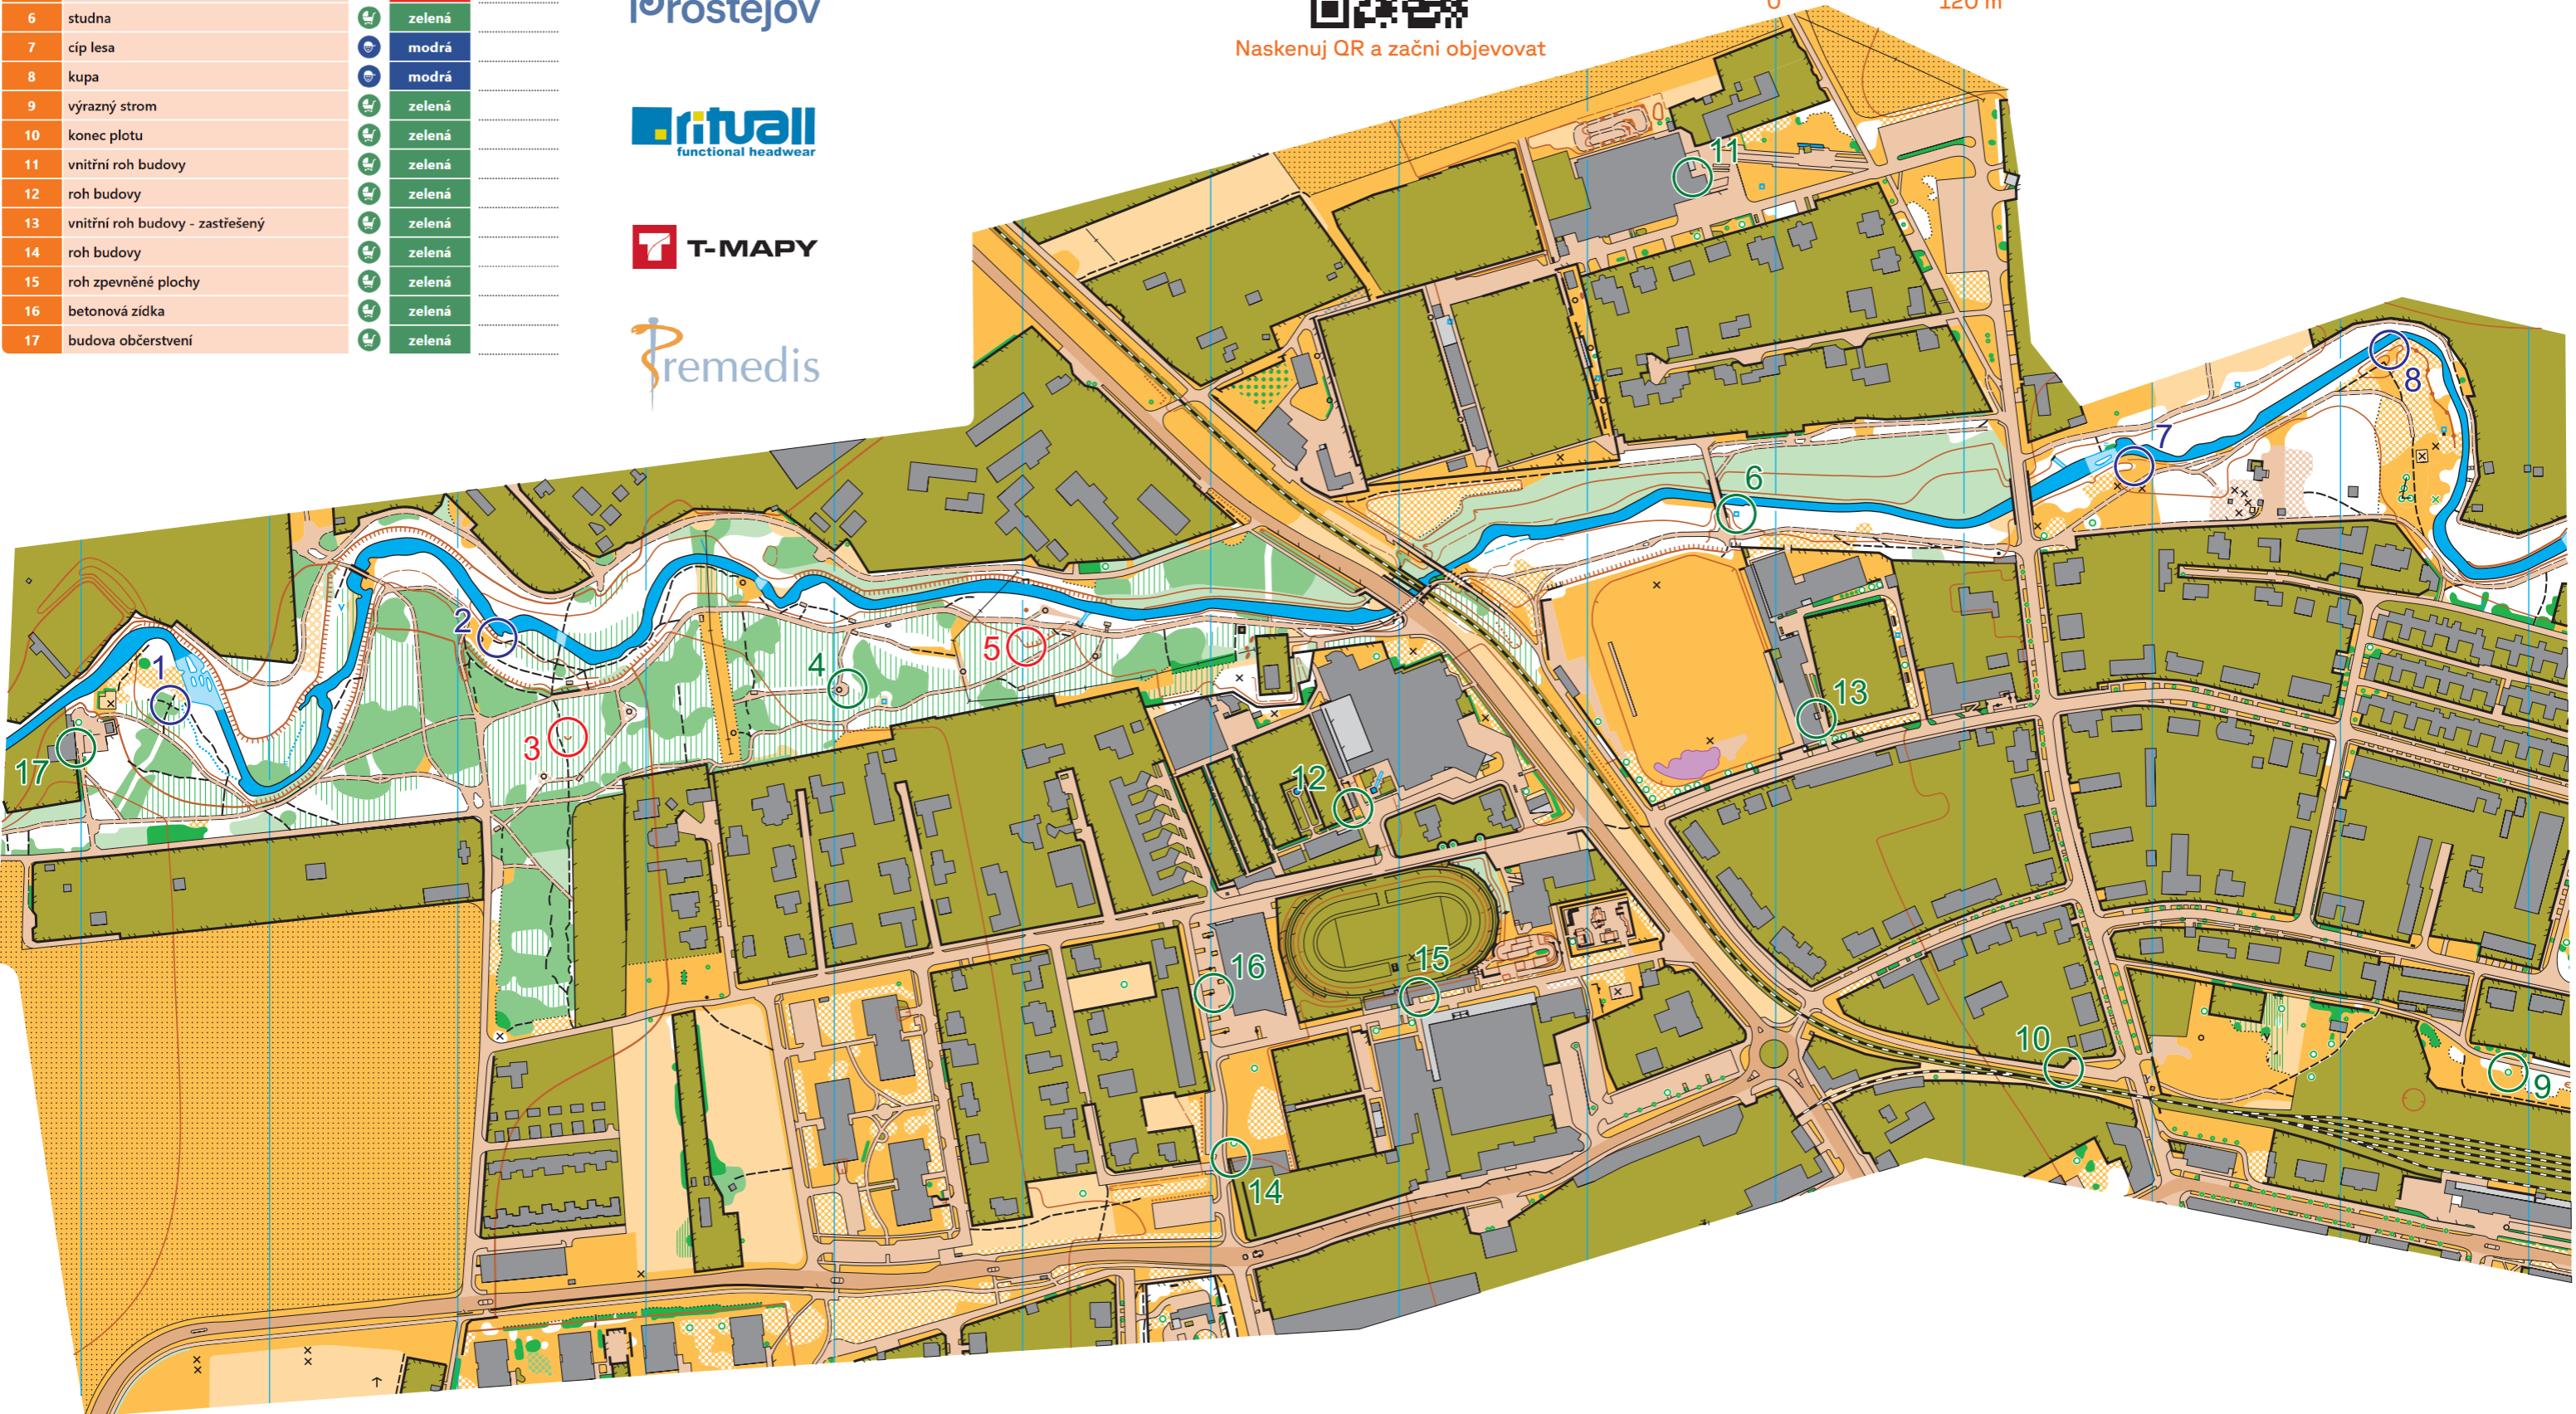 6 studna zelená
7 cíp lesa modrá
8 kupa modrá
9 výrazný strom zelená
10 konec plotu zelená
11 vnitřní roh budovy zelená
12 roh budovy zelená
13 vnitřní roh budovy - zastřešený zelená
14 roh budovy zelená
15 roh zpevněné plochy zelená
16 betonová zídka zelená
17 budova občerstvení zelená
Prostějov
rituall
functional headwear
T-MAPY
remedis
Naskenuj QR a začni objevovat
0 120 m
11
8
7
6
2
5
4
1
3
13
17
12
16
15
10
9
14